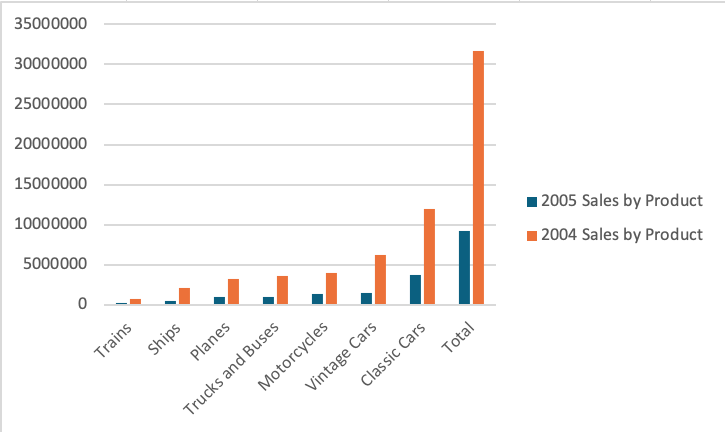 35000000
30000000
25000000
20000000
15000000
10000000
5000000
0
Trains
Ships
Planes
Trucks and Buses
Motorcycles
Vintage Cars
Classic Cars
Total
2005 Sales by Product
2004 Sales by Product